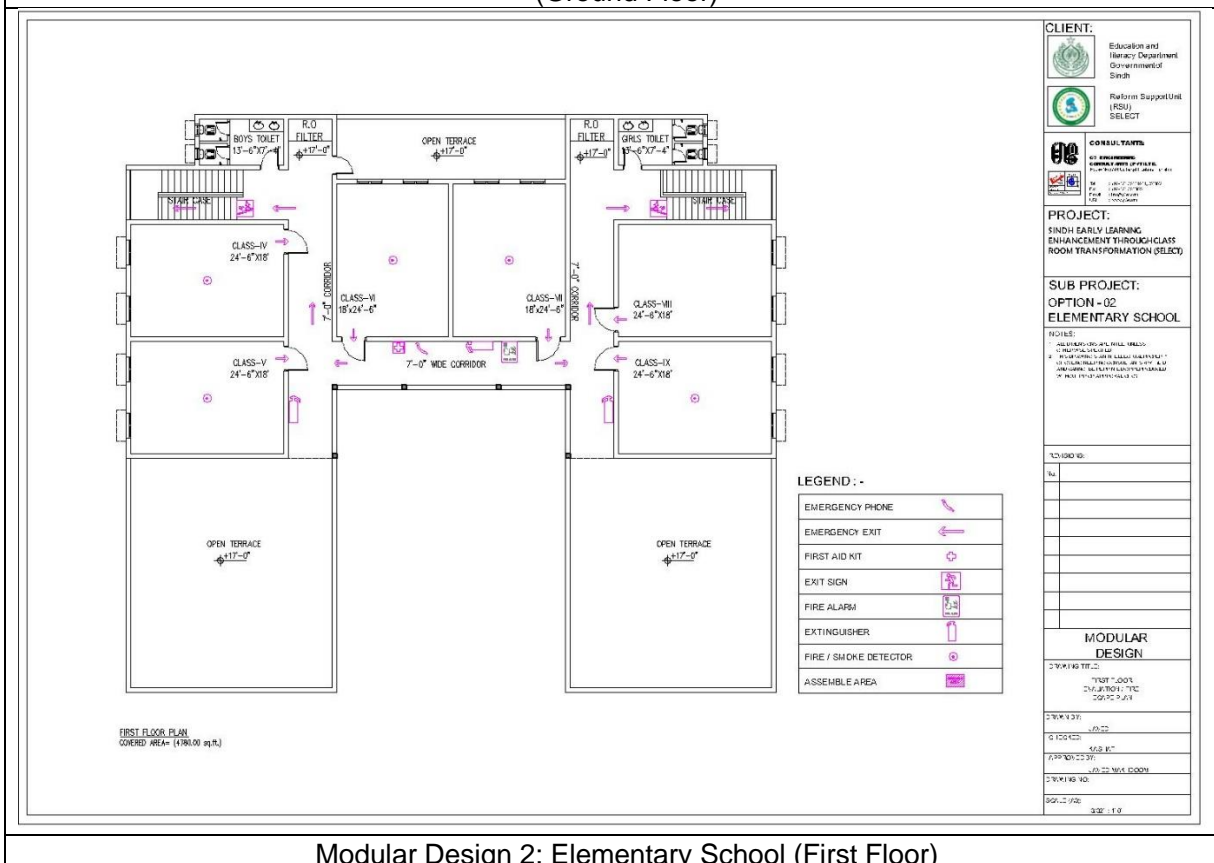 (Ground Floor)
BOYS TOILET
13'-6"X7'-4"
R.O
FILTER
+17'-0"
OPEN TERRACE
+17'-0"
R.O
FILTER
+17'-0"
GIRLS TOILET
13'-6"X7'-4"
STAIR CASE
STAIR CASE
CLASS-IV
24'-6"X18'
7'-0" CORRIDOR
CLASS-VI
18'x24'-6"
CLASS-VII
18'x24'-6"
7'-0" CORRIDOR
CLASS-VIII
24'-6"X18'
CLASS-V
24'-6"X18'
7'-0" WIDE CORRIDOR
CLASS-IX
24'-6"X18'
OPEN TERRACE
+17'-0"
OPEN TERRACE
+17'-0"
FIRST FLOOR PLAN
COVERED AREA= (4780.00 sq.ft.)
LEGEND : -
EMERGENCY PHONE
EMERGENCY EXIT
FIRST AID KIT
EXIT SIGN
FIRE ALARM
EXTINGUISHER
FIRE / SMOKE DETECTOR
ASSEMBLE AREA
CLIENT:
Education and
literacy Department
Governmentof
Sindh
Reform SupportUnit
(RSU)
SELECT
CONSULTANTS:
PROJECT:
SINDH EARLY LEARNING
ENHANCEMENT THROUGH CLASS
ROOM TRANSFORMATION (SELECT)
SUB PROJECT:
OPTION - 02
ELEMENTARY SCHOOL
NOTES:
REVISIONS:
No.
MODULAR
DESIGN
DRAWING TITLE:
FIRST FLOOR
DRAWN BY:
CHECKED:
APPROVED BY:
DRAWING NO:
Modular Design 2: Elementary School (First Floor)